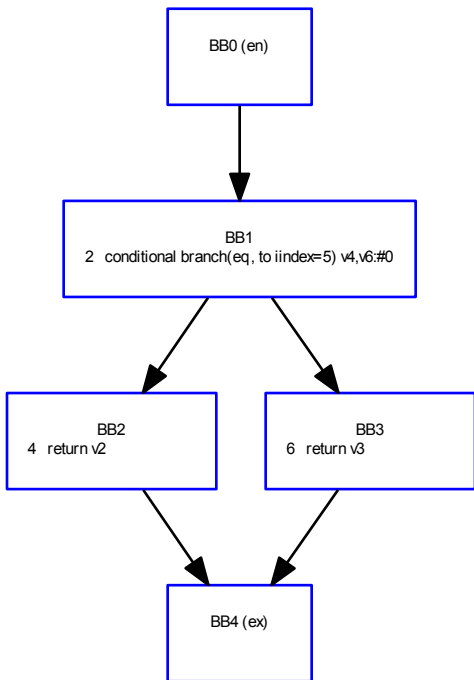 BB0 (en)
BB1
2 conditional branch(eq, to iindex=5) v4,v6:#0
BB2
4 return v2
BB3
6 return v3
BB4 (ex)